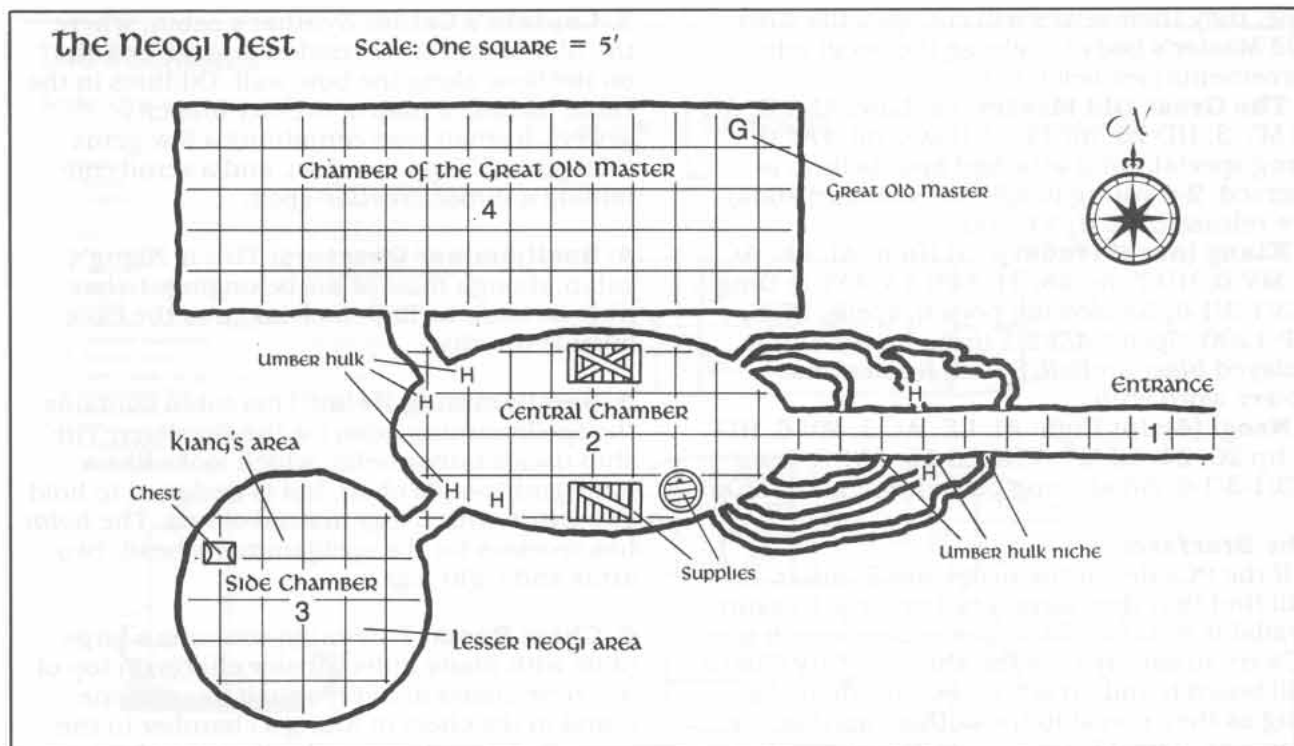 The Neogi Nest
Scale: One square = 5'
N
G
Chamber of the Great Old Master
4
Great Old Master
Umber hulk
H
H
H
Entrance
Central Chamber
2
1
Kiang's area
H
H
H
Chest
Supplies
Umber hulk niche
Side Chamber
3
Lesser neogi area